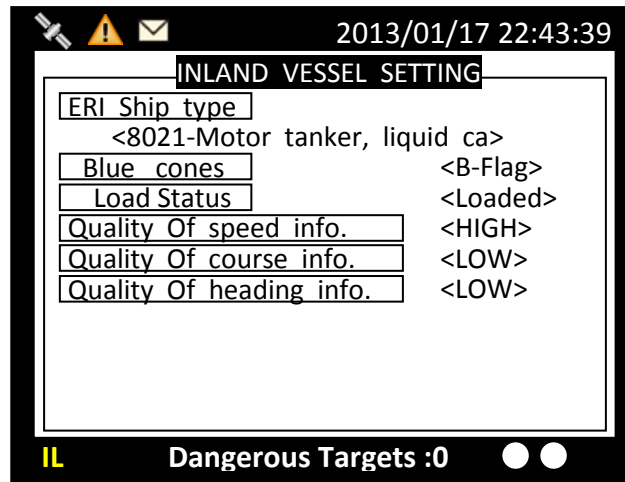 2013/01/17 22:43:39
INLAND VESSEL SETTING
ERI Ship type
<8021-Motor tanker, liquid ca>
Blue cones <B-Flag>
Load Status <Loaded>
Quality Of speed info. <HIGH>
Quality Of course info. <LOW>
Quality Of heading info. <LOW>
IL Dangerous Targets :0